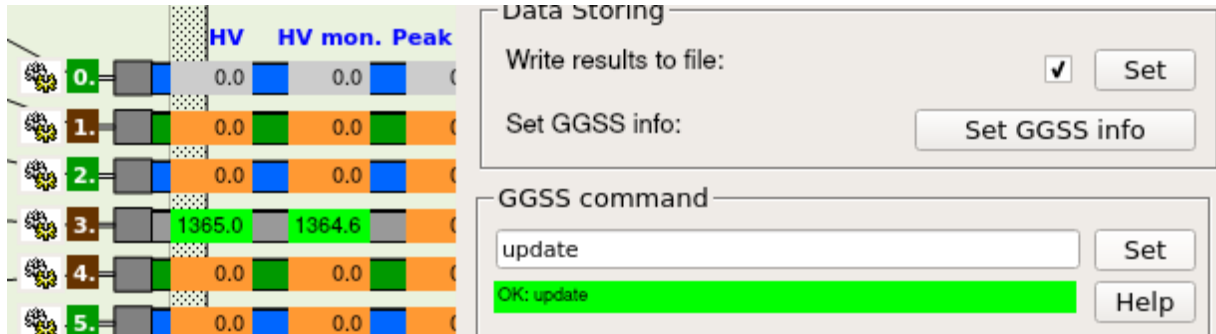 HV HV mon. Peak
0. 0.0 0.0
1. 0.0 0.0
2. 0.0 0.0
3. 1365.0 1364.6
4. 0.0 0.0
5. 0.0 0.0
Data Storing
Write results to file: Set
Set GGSS info: Set GGSS info
GGSS command
update Set
OK: update Help